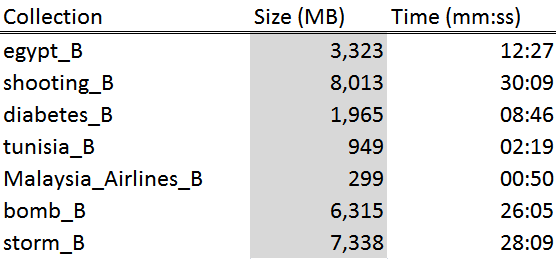 Collection Size (MB) Time (mm:ss)
egypt_B 3,323 12:27
shooting_B 8,013 30:09
diabetes_B 1,965 08:46
tunisia_B 949 02:19
Malaysia_Airlines_B 299 00:50
bomb_B 6,315 26:05
storm_B 7,338 28:09